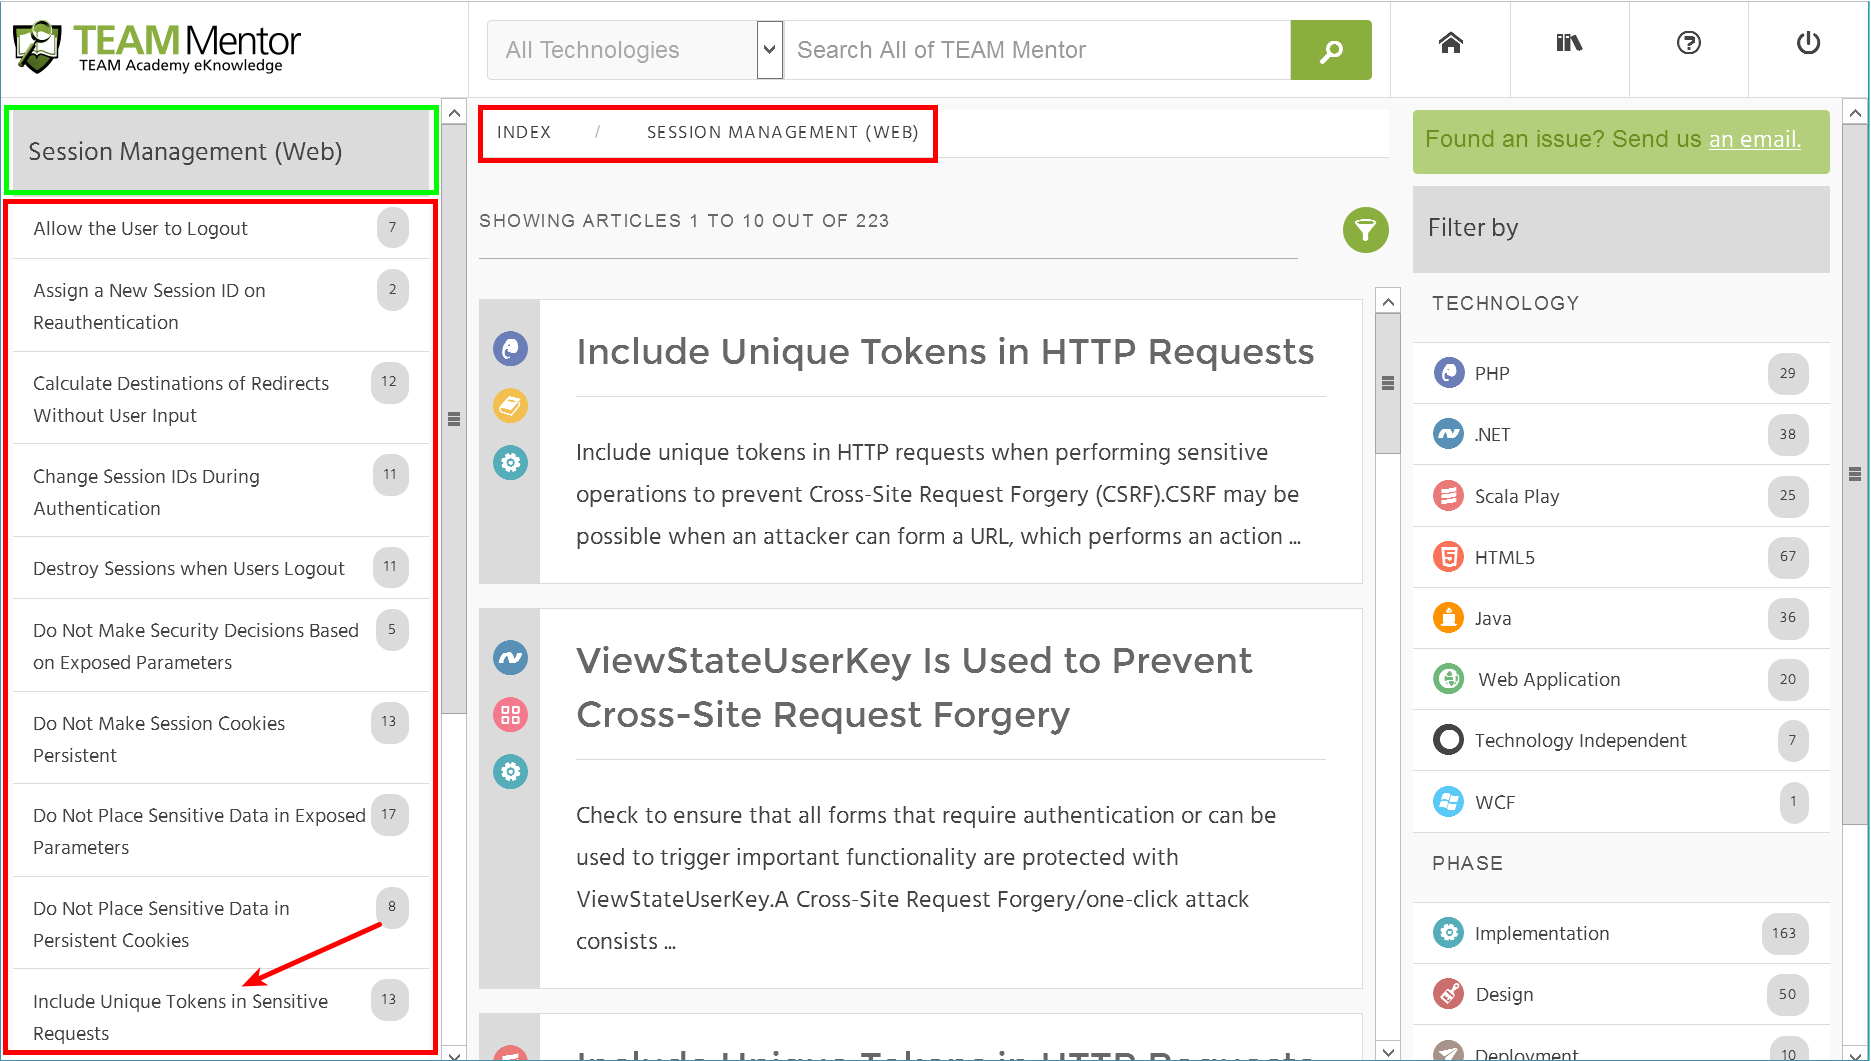 TEAM Mentor
TEAM Academy eKnowledge
All Technologies
Search All of TEAM Mentor
Session Management (Web)
Allow the User to Logout
7
Assign a New Session ID on
Reauthentication
2
Calculate Destinations of Redirects
Without User Input
12
Change Session IDs During
Authentication
11
Destroy Sessions when Users Logout
11
Do Not Make Security Decisions Based
on Exposed Parameters
5
Do Not Make Session Cookies
Persistent
13
Do Not Place Sensitive Data in Exposed
Parameters
17
Do Not Place Sensitive Data in
Persistent Cookies
8
Include Unique Tokens in Sensitive
Requests
13
INDEX / SESSION MANAGEMENT (WEB)
SHOWING ARTICLES 1 TO 10 OUT OF 223
Include Unique Tokens in HTTP Requests
Include unique tokens in HTTP requests when performing sensitive
operations to prevent Cross-Site Request Forgery (CSRF).CSRF may be
possible when an attacker can form a URL, which performs an action ...
ViewStateUserKey Is Used to Prevent
Cross-Site Request Forgery
Check to ensure that all forms that require authentication or can be
used to trigger important functionality are protected with
ViewStateUserKey.A Cross-Site Request Forgery/one-click attack
consists ...
Include Unique Tokens in HTTP Requests
Found an issue? Send us an email.
Filter by
TECHNOLOGY
PHP 29
.NET 38
Scala Play 25
HTML5 67
Java 36
Web Application 20
Technology Independent 7
WCF 1
PHASE
Implementation 163
Design 50
Deployment 10